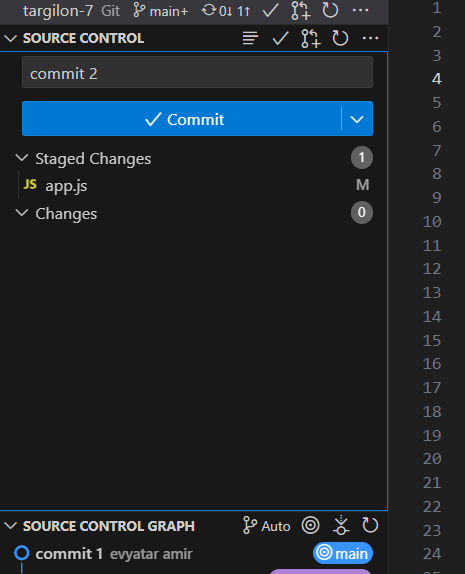 targilon-7 Git main+ 0↓ 1↑ ...
SOURCE CONTROL ...
commit 2
Commit
Staged Changes 1
JS app.js M
Changes 0
SOURCE CONTROL GRAPH Auto
commit 1 evyatar amir main
1
2
3
4
5
6
7
8
9
10
11
12
13
14
15
16
17
18
19
20
21
22
23
24